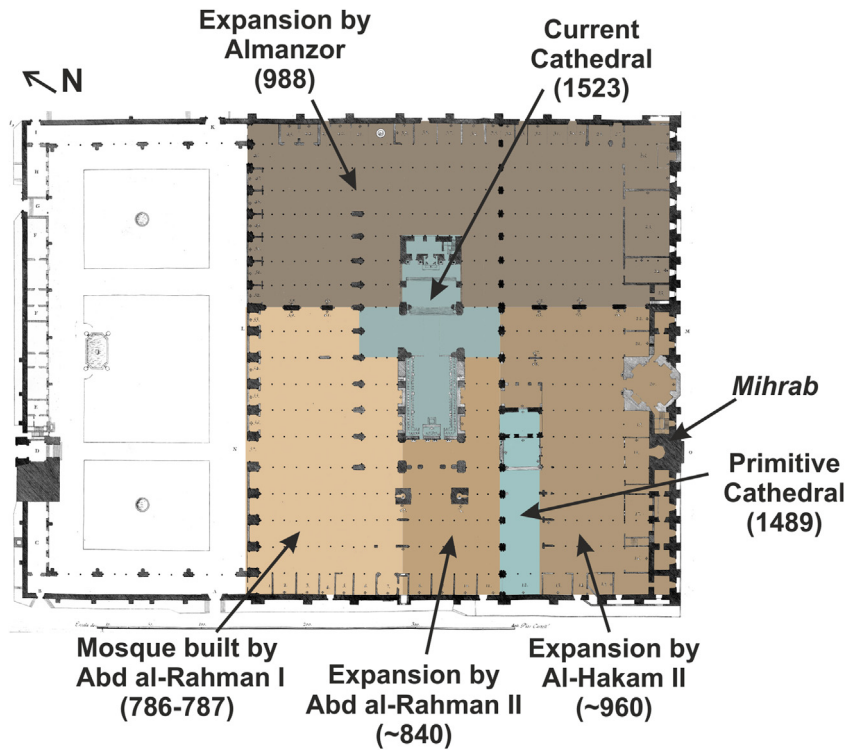 Expansion by
Almanzor
(988)
Current
Cathedral
(1523)
N
Mihrab
Primitive
Cathedral
(1489)
Mosque built by
Abd al-Rahman I
(786-787)
Expansion by
Abd al-Rahman II
(~840)
Expansion by
Al-Hakam II
(~960)